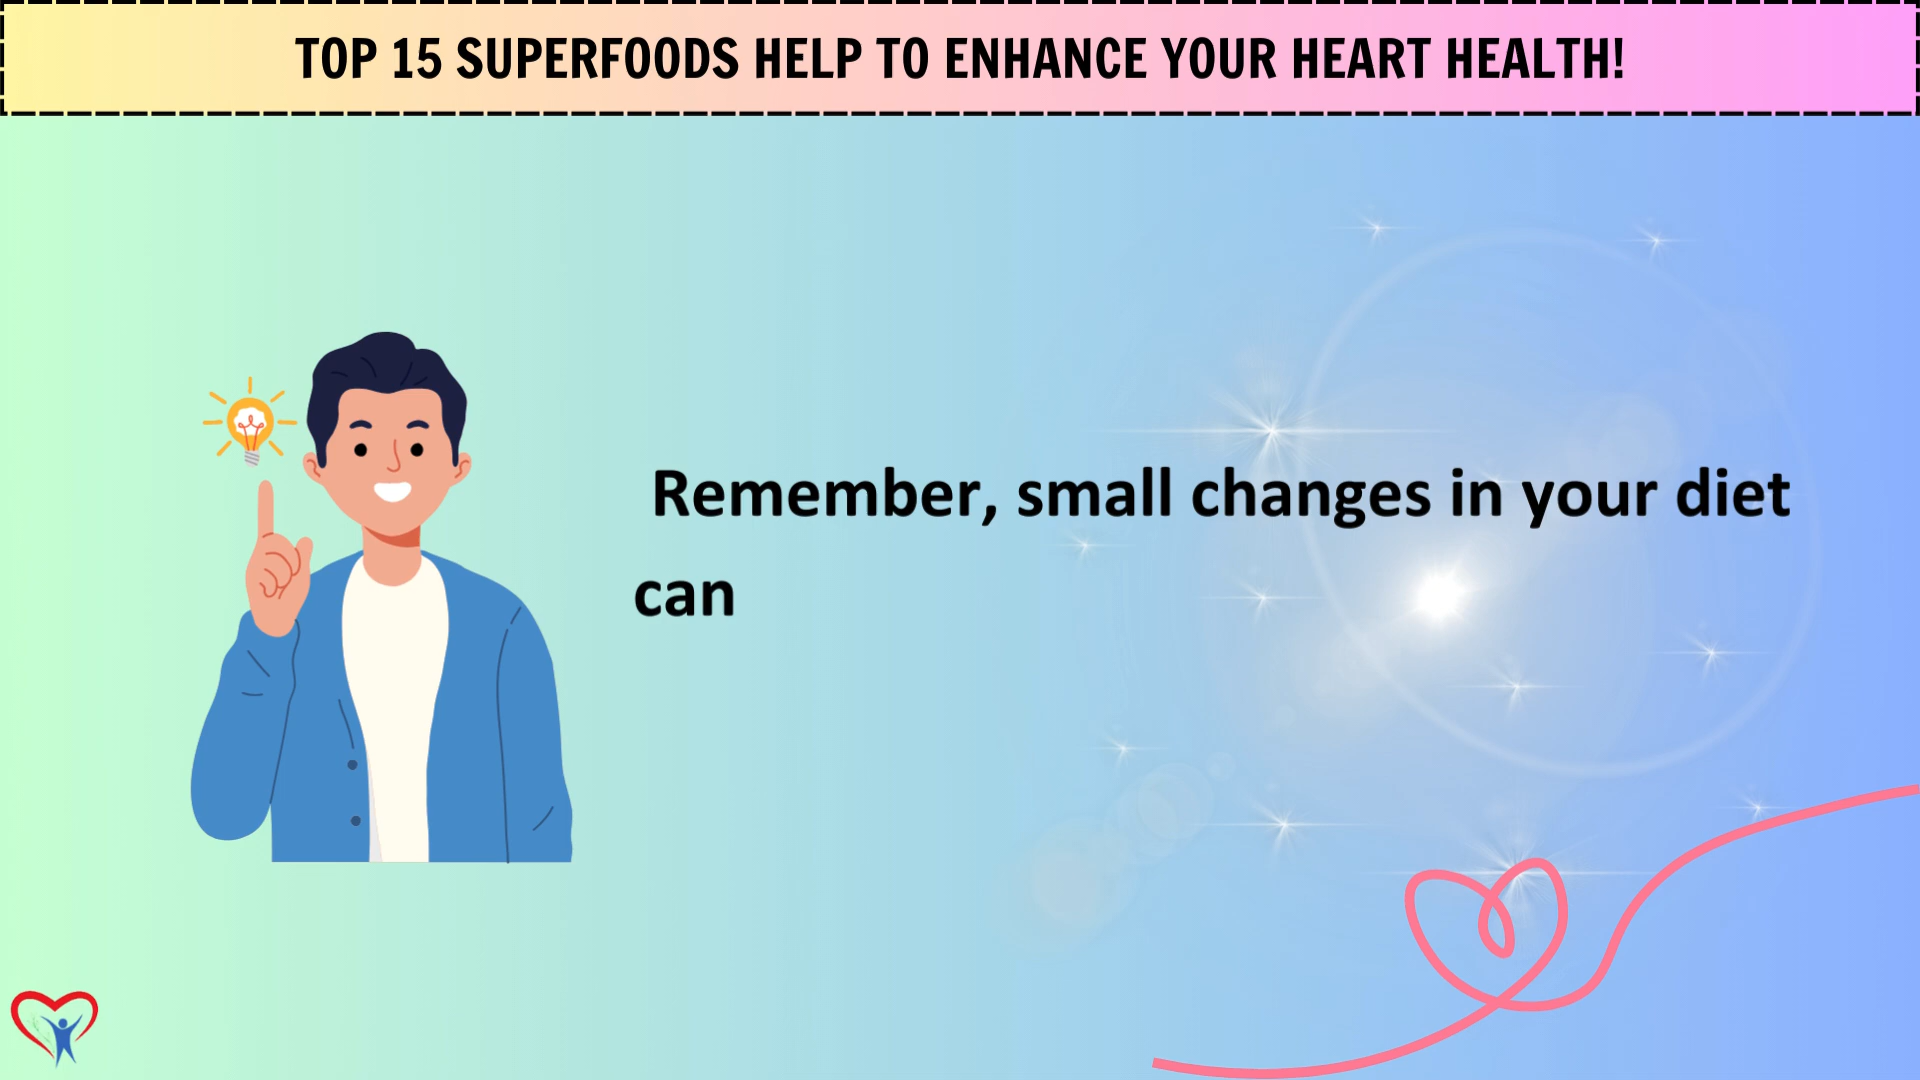 TOP 15 SUPERFOODS HELP TO ENHANCE YOUR HEART HEALTH!
Remember, small changes in your diet
can